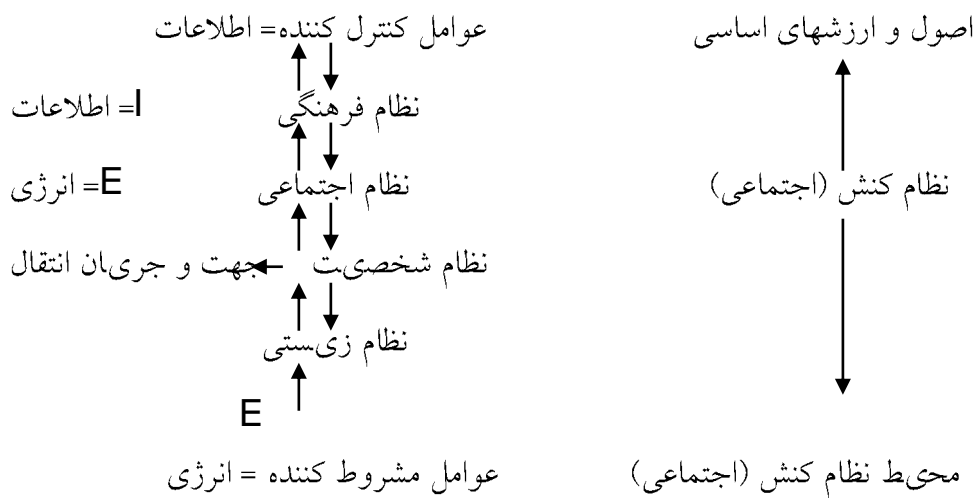 اصول و ارزشهای اساسی
عوامل کنترل کننده= اطلاعات
نظام فرهنگی
I= اطلاعات
نظام کنش (اجتماعی)
نظام اجتماعی
E= انرژی
نظام شخصیت
جهت و جریان انتقال
نظام زیستی
E
محیط نظام کنش (اجتماعی)
عوامل مشروط کننده = انرژی